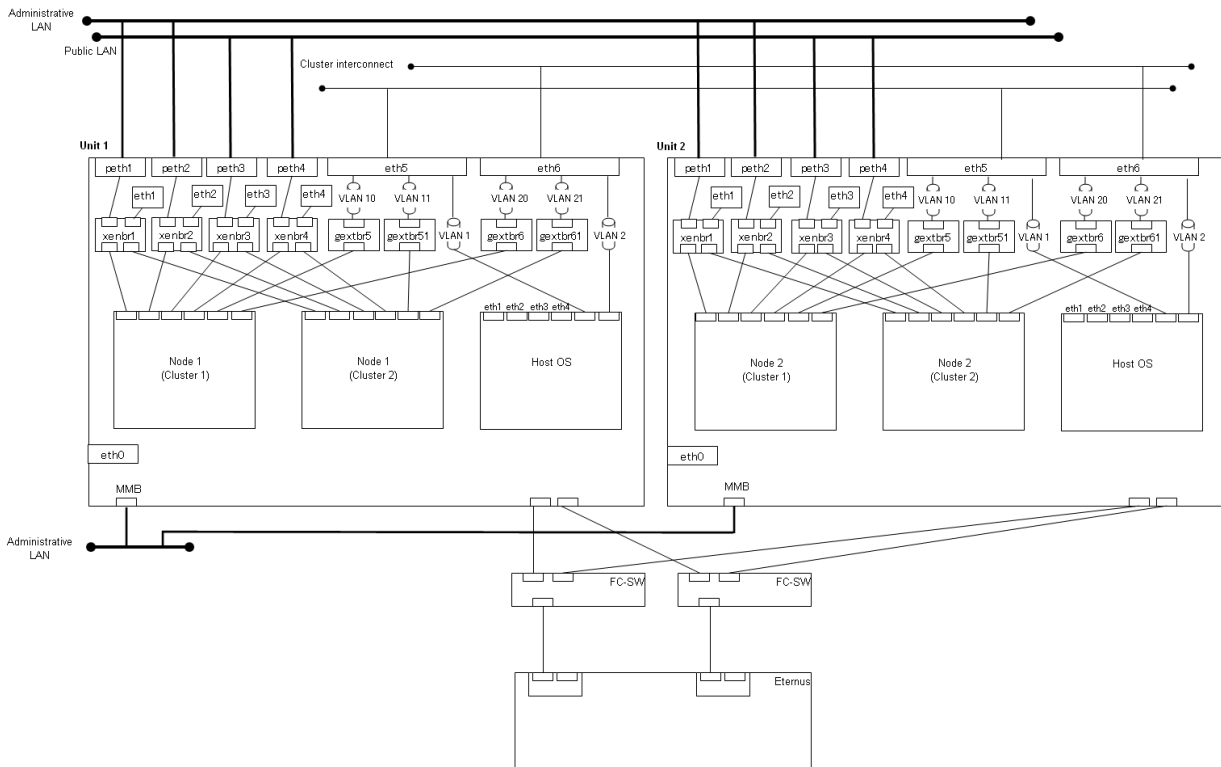 Administrative
LAN
Public LAN
Cluster interconnect
Unit 1
Unit 2
peth1 peth2 peth3 peth4 eth5 eth6
peth1 peth2 peth3 peth4 eth5 eth6
eth1 eth2 eth3 eth4 VLAN 10 VLAN 11 VLAN 20 VLAN 21
eth1 eth2 eth3 eth4 VLAN 10 VLAN 11 VLAN 20 VLAN 21
xenbr1 xenbr2 xenbr3 xenbr4 gextbr5 gextbr51 VLAN 1 gextbr6 gextbr61 VLAN 2
xenbr1 xenbr2 xenbr3 xenbr4 gextbr5 gextbr51 VLAN 1 gextbr6 gextbr61 VLAN 2
eth1 eth2 eth3 eth4
eth1 eth2 eth3 eth4
Node 1
(Cluster 1)
Node 1
(Cluster 2)
Host OS
Node 2
(Cluster 1)
Node 2
(Cluster 2)
Host OS
eth0
eth0
MMB
MMB
Administrative
LAN
FC-SW
FC-SW
Eternus